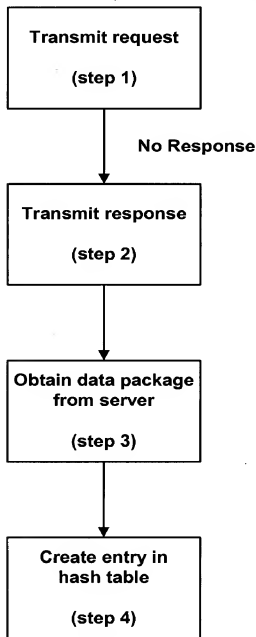 Transmit request
(step 1)
No Response
Transmit response
(step 2)
Obtain data package
from server
(step 3)
Create entry in
hash table
(step 4)